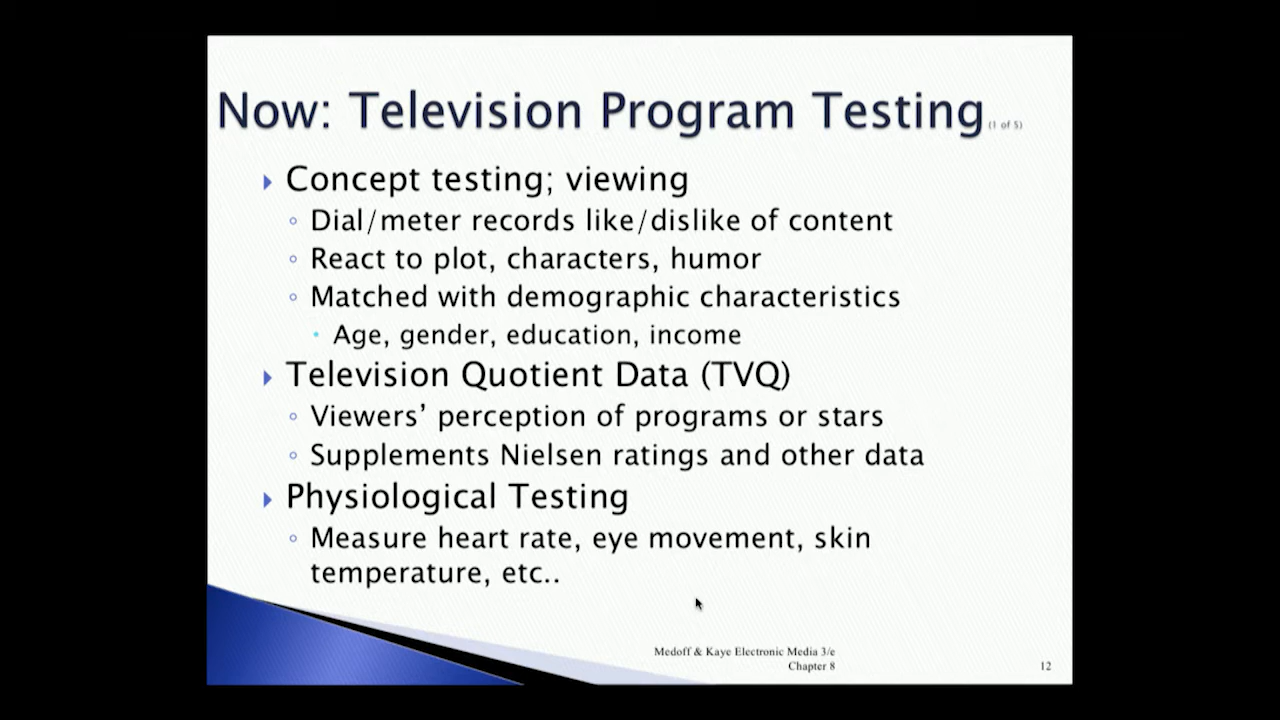 Now: Television Program Testing (1 of 5)
Concept testing; viewing
Dial/meter records like/dislike of content
React to plot, characters, humor
Matched with demographic characteristics
Age, gender, education, income
Television Quotient Data (TVQ)
Viewers’ perception of programs or stars
Supplements Nielsen ratings and other data
Physiological Testing
Measure heart rate, eye movement, skin
temperature, etc..
Medoff & Kaye Electronic Media 3/e
Chapter 8
12